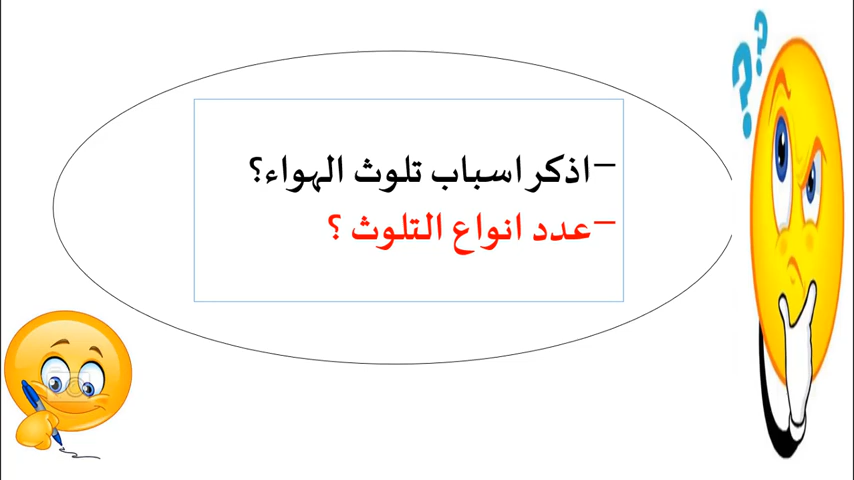 –اذكر اسباب تلوث الهواء؟
–عدد انواع التلوث ؟